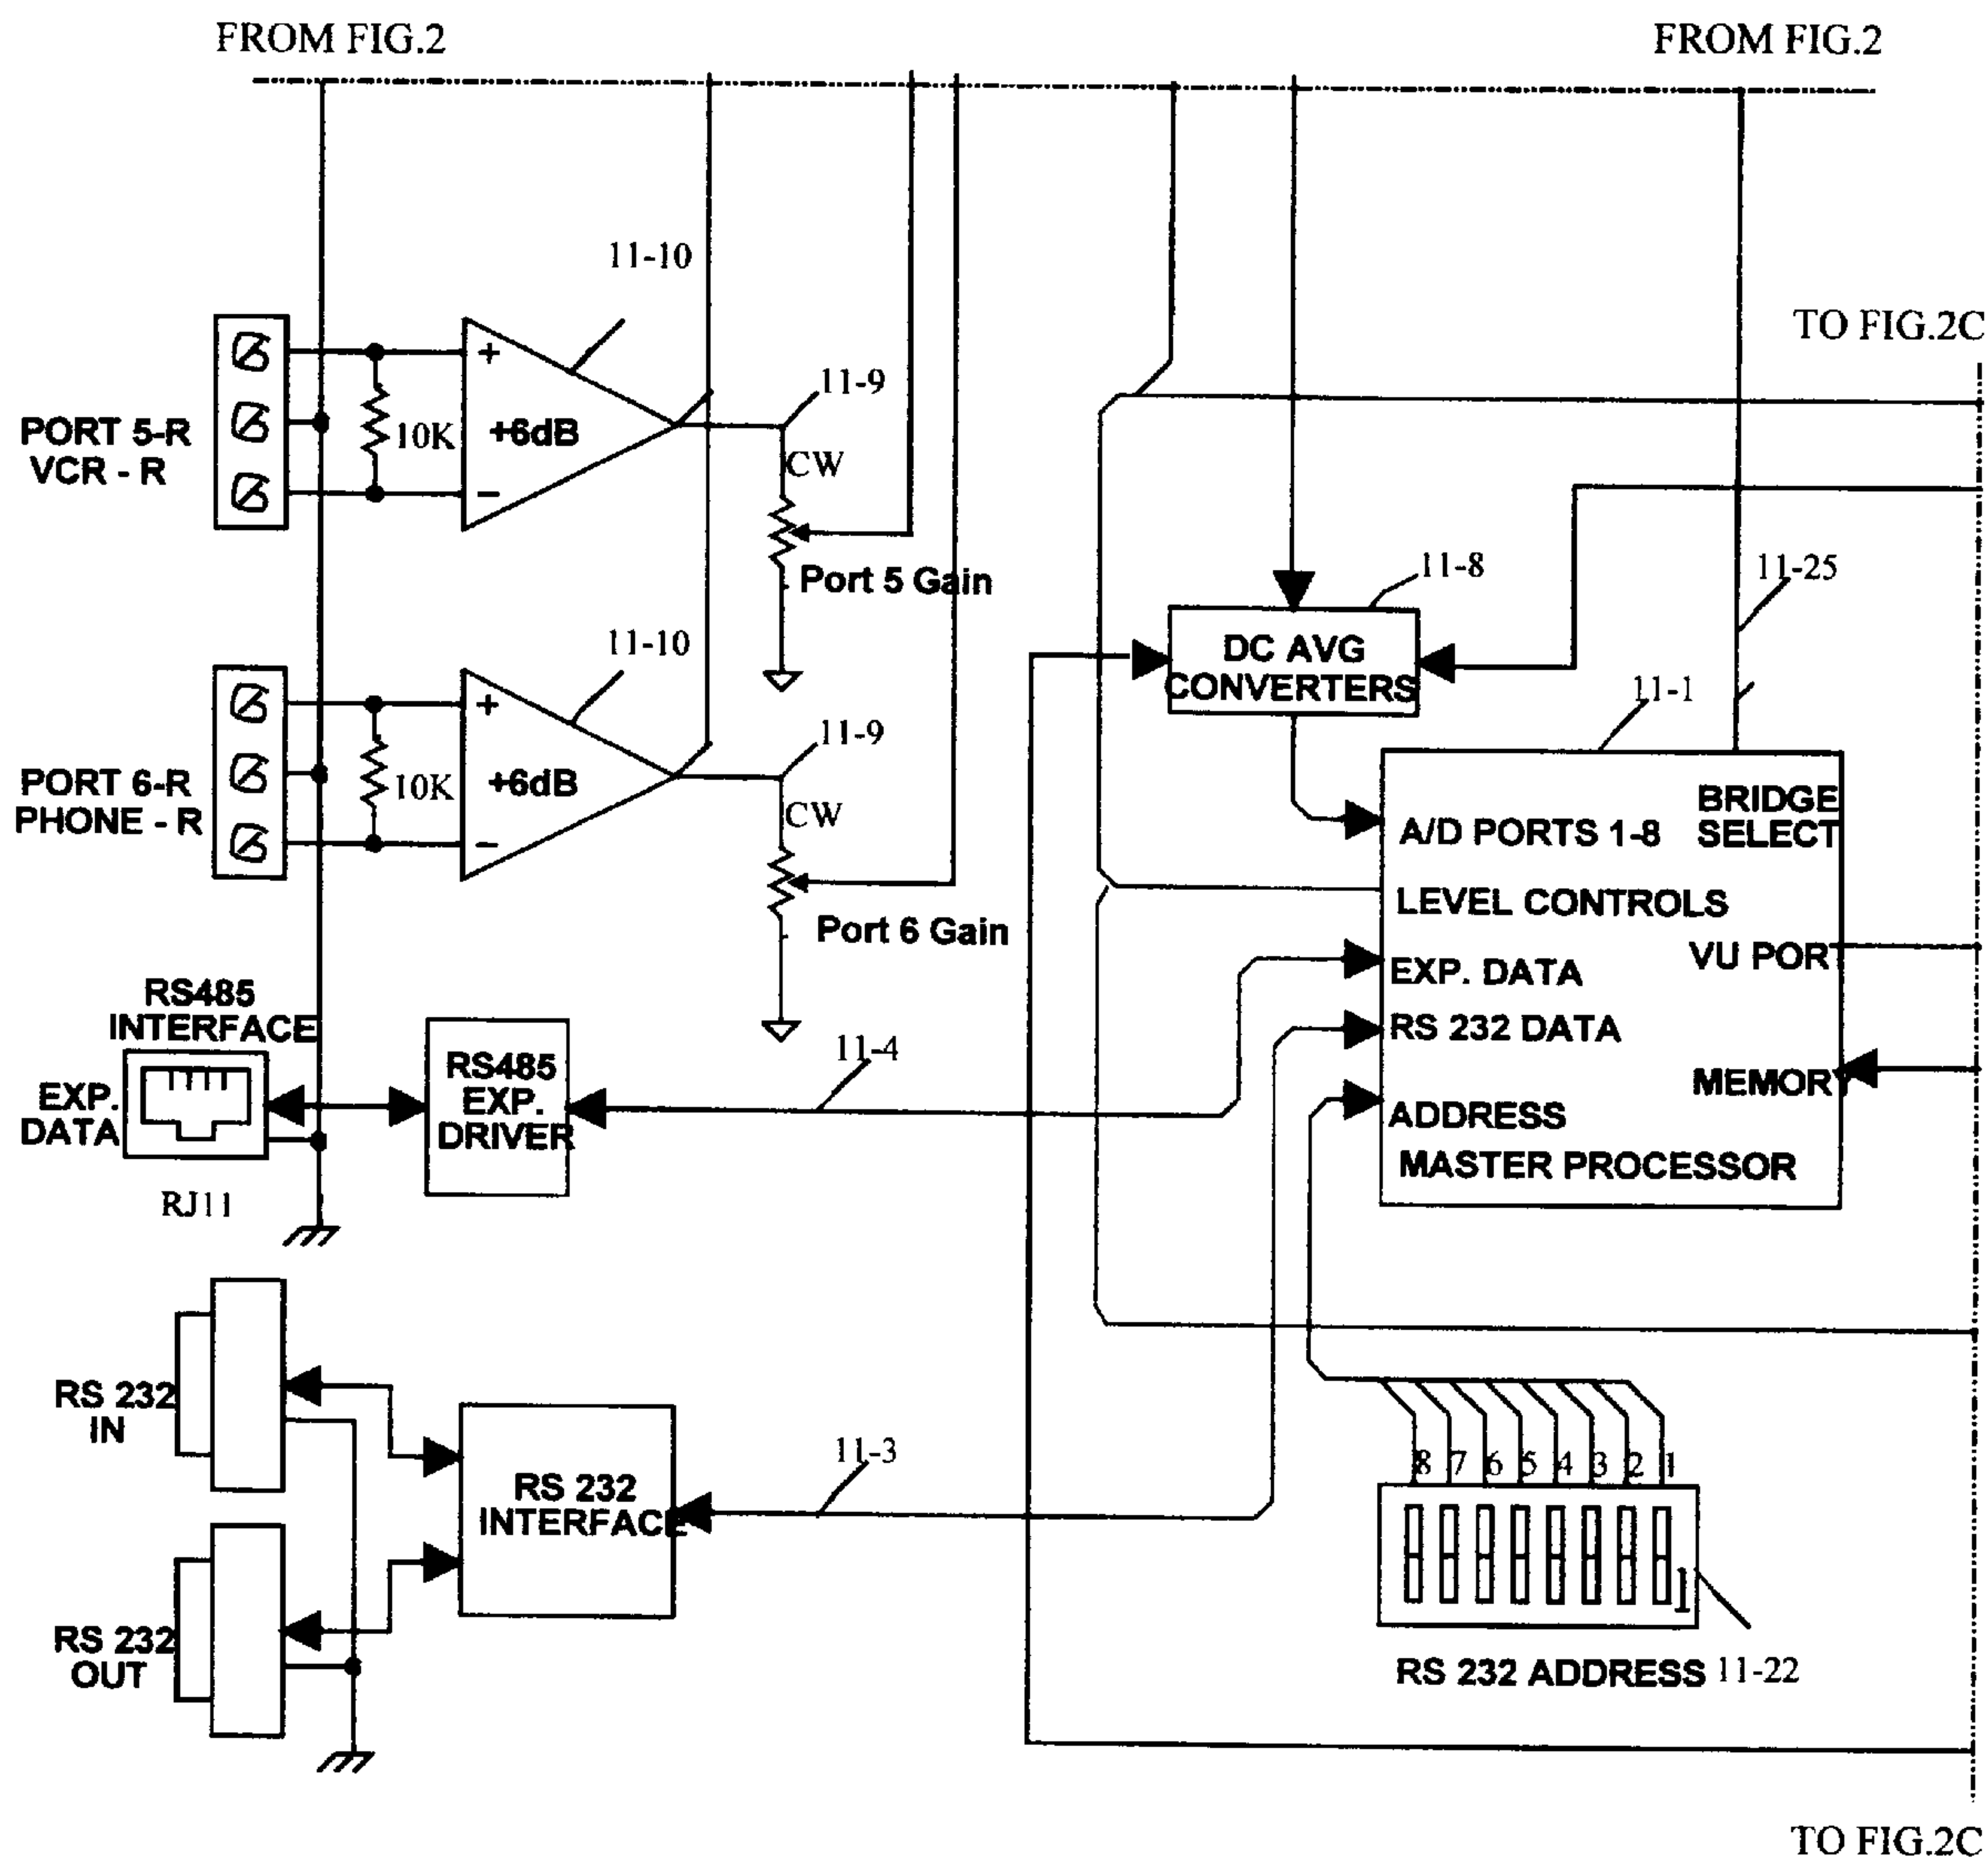 FROM FIG.2
FROM FIG.2
11-10
TO FIG.2C
+
11-9
PORT 5-R
VCR - R
10K
+6dB
CW
−
Port 5 Gain
11-8
11-25
11-10
DC AVG
CONVERTERS
11-1
+
11-9
PORT 6-R
PHONE - R
10K
+6dB
CW
−
Port 6 Gain
BRIDGE
SELECT
A/D PORTS 1-8
LEVEL CONTROLS
VU POR
EXP. DATA
RS 232 DATA
MEMORY
ADDRESS
MASTER PROCESSOR
RS485
INTERFACE
EXP.
DATA
RJ11
RS485
EXP.
DRIVER
11-4
RS 232
IN
RS 232
INTERFACE
11-3
RS 232
OUT
8 7 6 5 4 3 2 1
1
RS 232 ADDRESS 11-22
TO FIG.2C